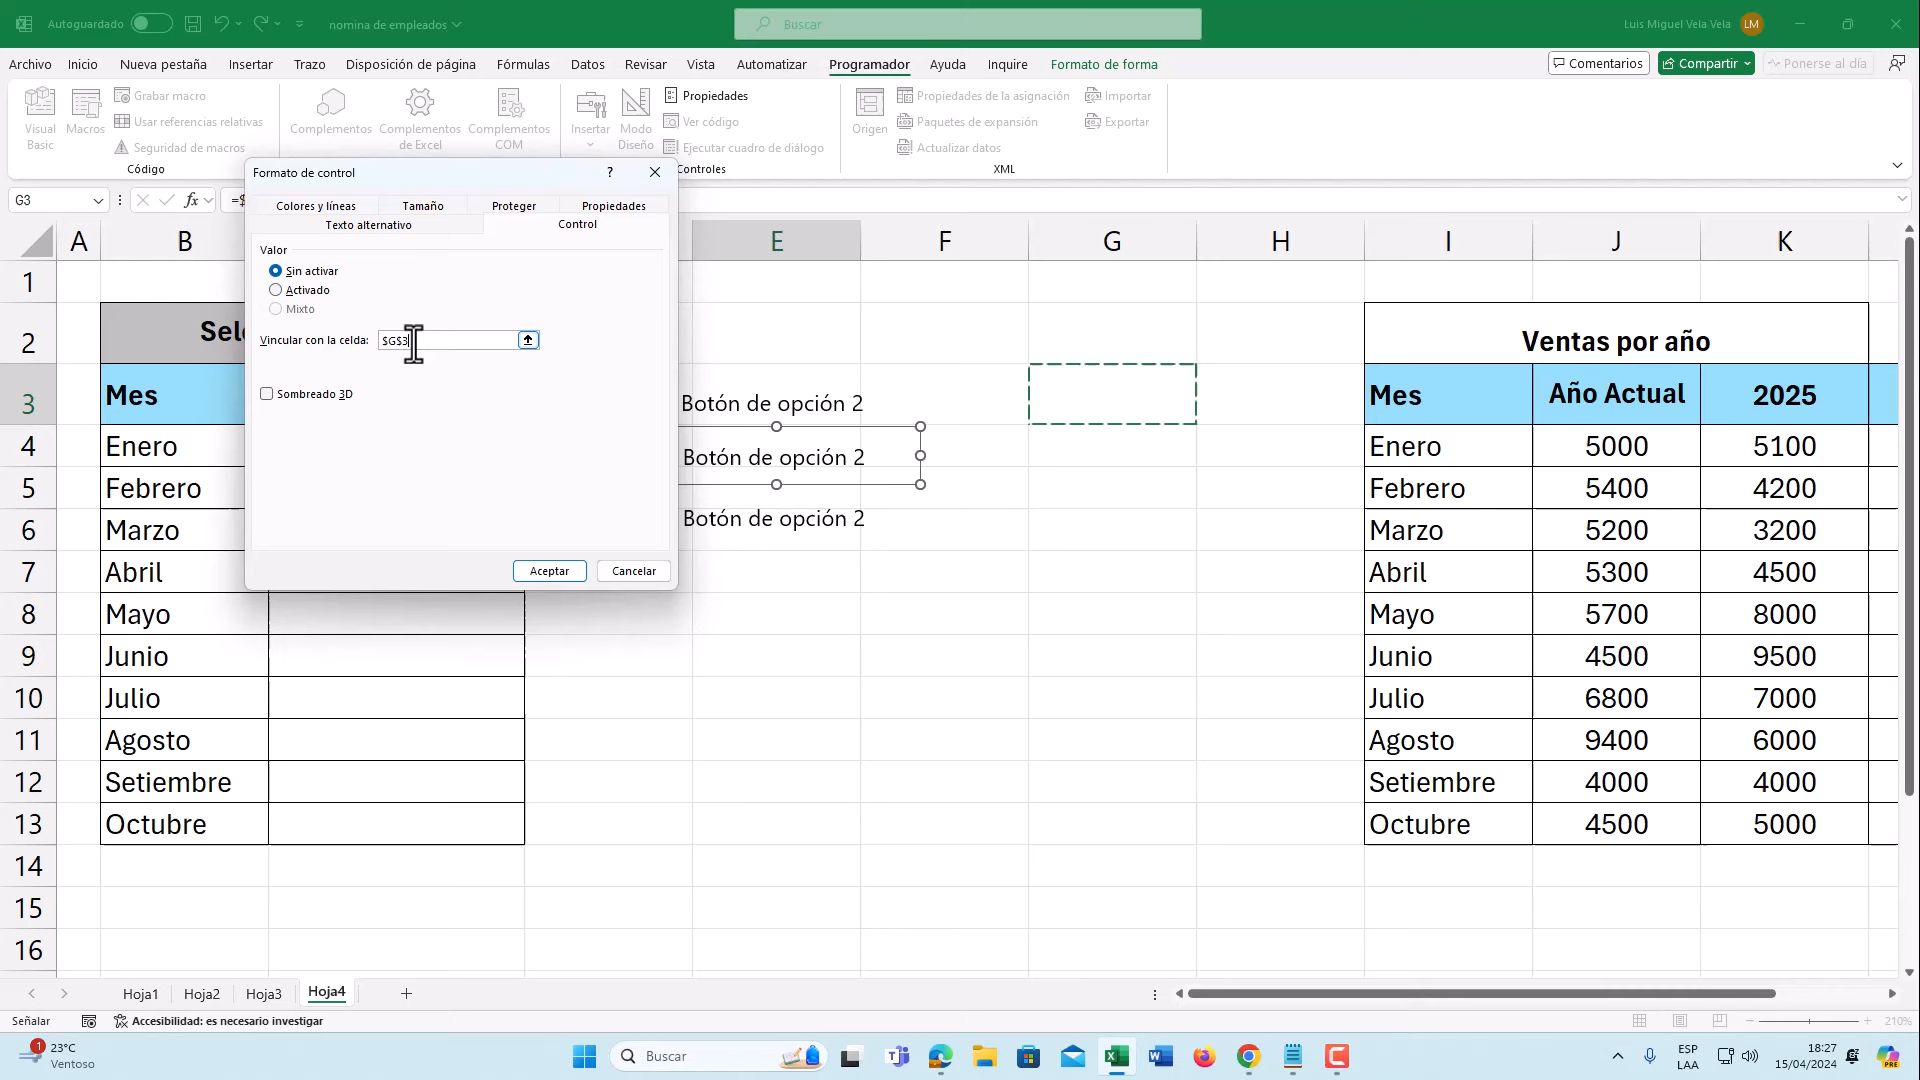 Autoguardado
nomina de empleados
Buscar
Luis Miguel Vela Vela LM
Archivo Inicio Nueva pestaña Insertar Trazo Disposición de página Fórmulas Datos Revisar Vista Automatizar Programador Ayuda Inquire Formato de forma
Comentarios Compartir Ponerse al día
Visual Basic
Macros
Grabar macro
Usar referencias relativas
Seguridad de macros
Código
Complementos
Complementos de Excel
Complementos COM
Insertar
Modo Diseño
Propiedades
Ver código
Ejecutar cuadro de diálogo
Controles
Origen
Propiedades de la asignación
Paquetes de expansión
Actualizar datos
Importar
Exportar
XML
G3
fx
=$
Formato de control ?
Colores y líneas Tamaño Proteger Propiedades
Texto alternativo Control
Valor
Sin activar
Activado
Mixto
Vincular con la celda: $G$3
Sombreado 3D
Aceptar Cancelar
A B E F G H I J K
1
2 Sele Ventas por año
3 Mes Botón de opción 2 Mes Año Actual 2025
4 Enero Botón de opción 2 Enero 5000 5100
5 Febrero Febrero 5400 4200
6 Marzo Botón de opción 2 Marzo 5200 3200
7 Abril Abril 5300 4500
8 Mayo Mayo 5700 8000
9 Junio Junio 4500 9500
10 Julio Julio 6800 7000
11 Agosto Agosto 9400 6000
12 Setiembre Setiembre 4000 4000
13 Octubre Octubre 4500 5000
14
15
16
Hoja1 Hoja2 Hoja3 Hoja4
Señalar Accesibilidad: es necesario investigar 210%
1 23°C
Ventoso
Buscar
ESP
LAA
18:27
15/04/2024
PRE